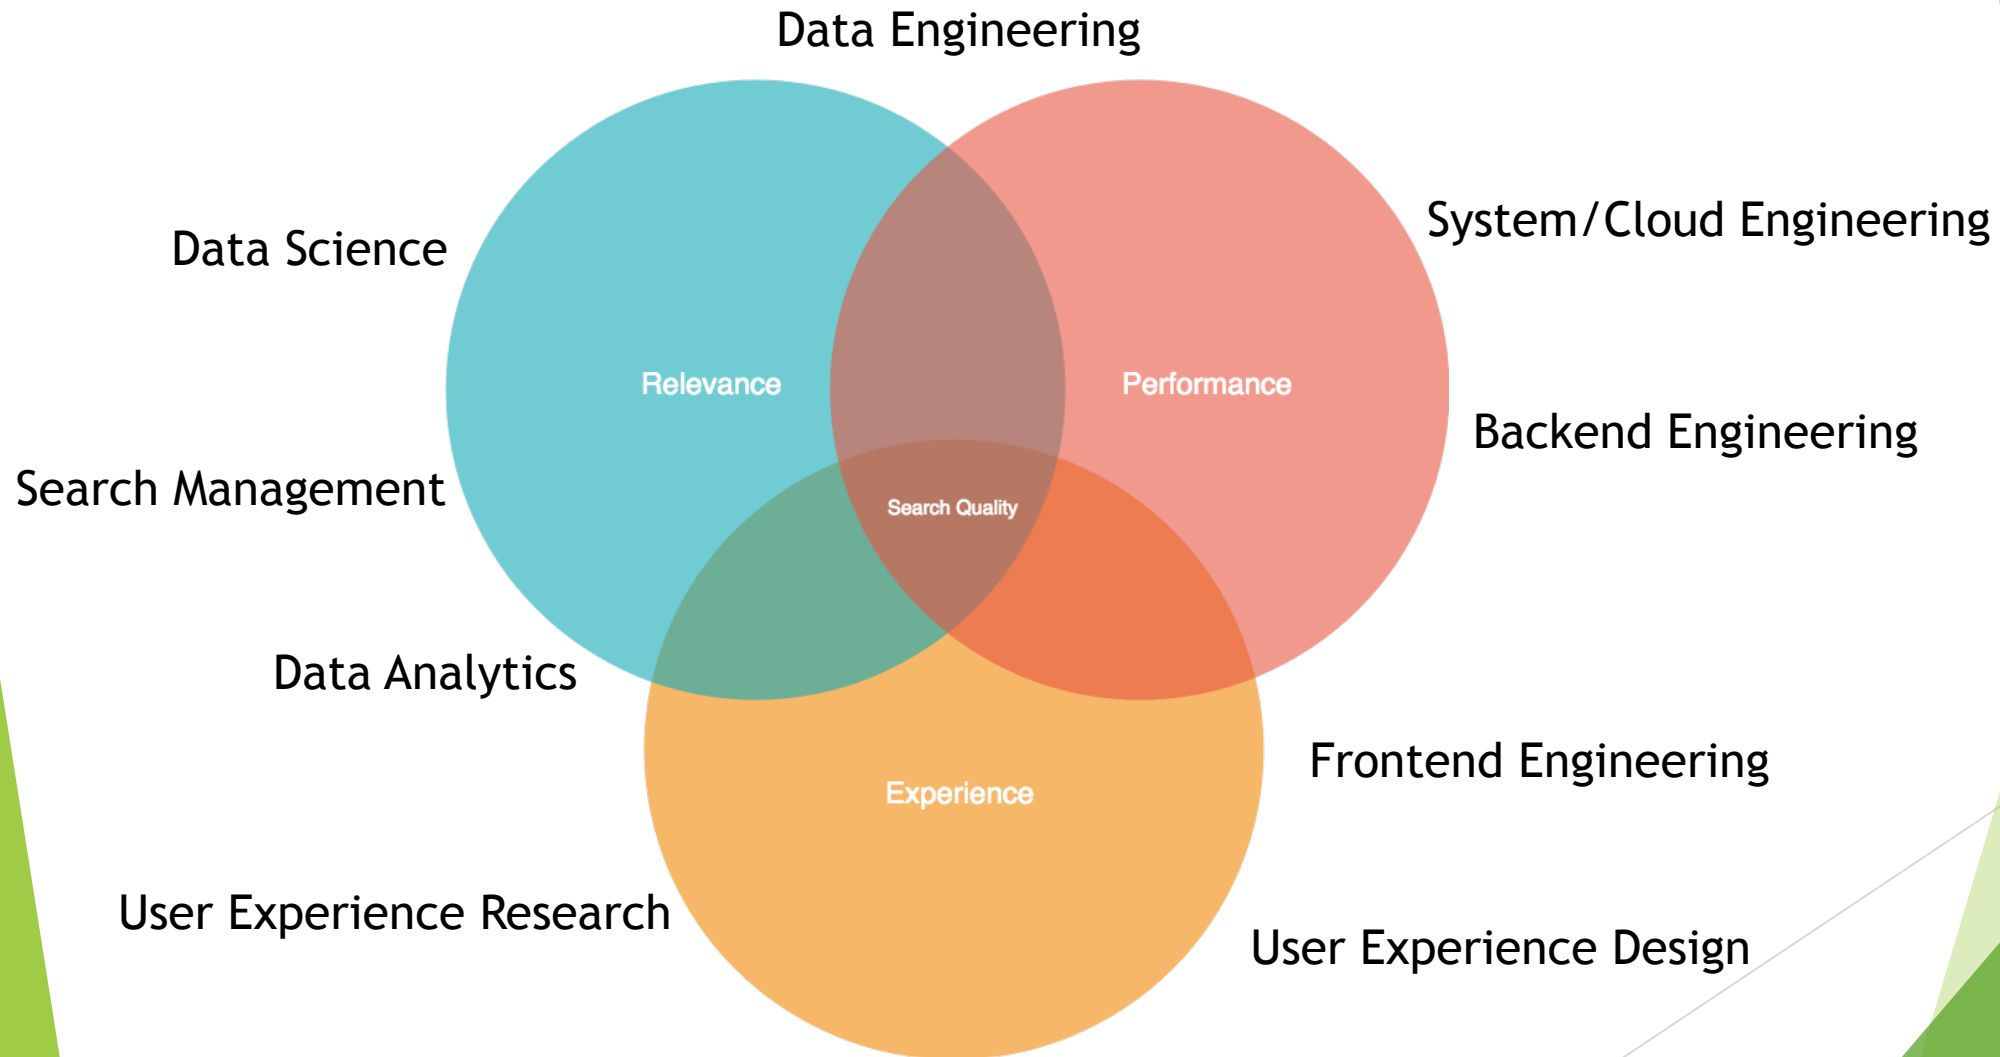 Data Engineering
System/Cloud Engineering
Data Science
Relevance
Performance
Backend Engineering
Search Management
Search Quality
Data Analytics
Frontend Engineering
Experience
User Experience Research
User Experience Design